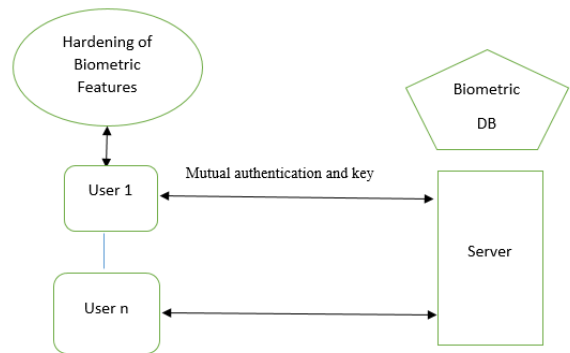 Hardening of
Biometric
Features
Biometric
DB
User 1
Mutual authentication and key
Server
User n